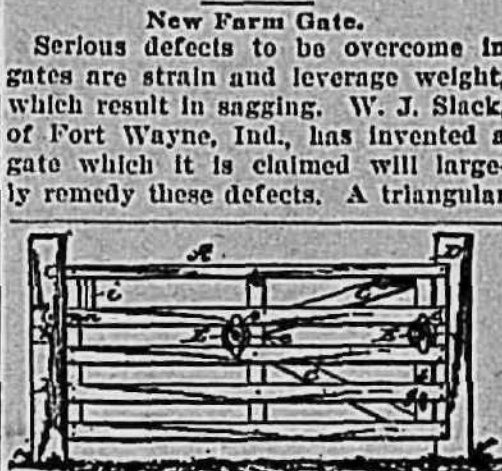 New Farm Gate.
Serious defects to be overcome in
gates are strain and leverage weight
which result in sagging. W. J. Slack
of Fort Wayne, Ind., has invented a
gate which it is claimed will large-
ly remedy these defects. A triangular
A
i
D